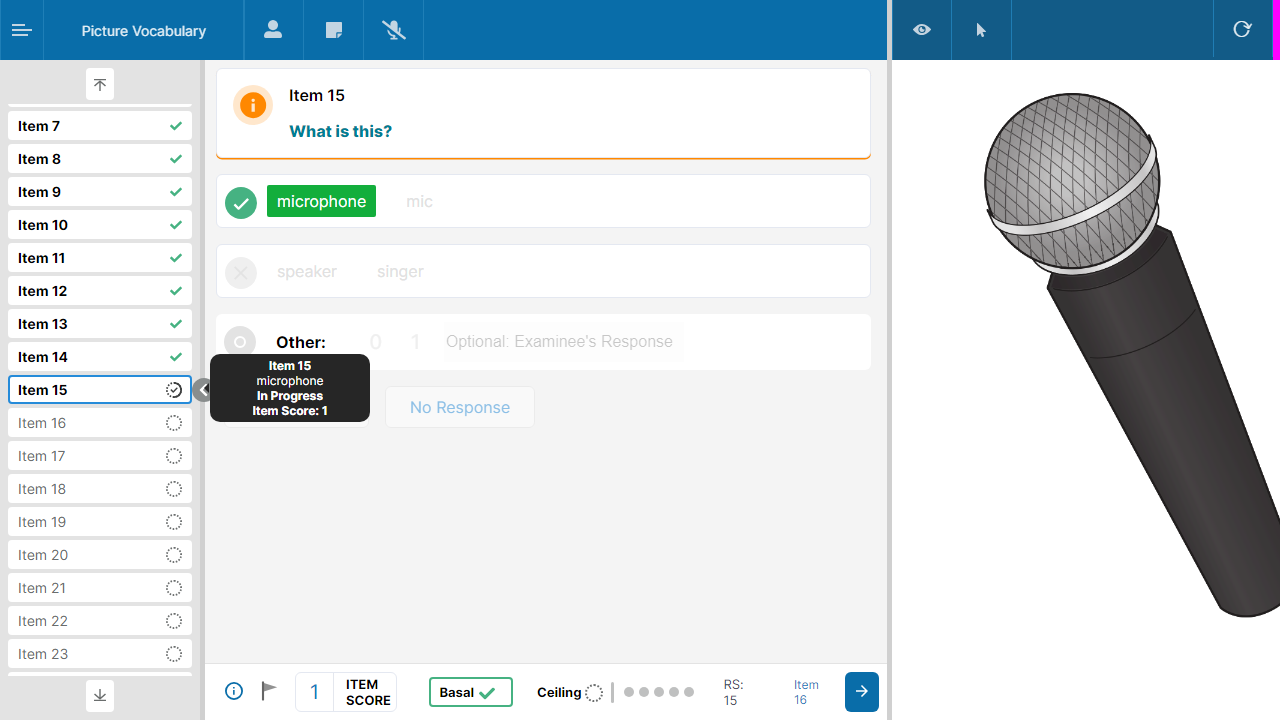 Picture Vocabulary
Item 7
Item 8
Item 9
Item 10
Item 11
Item 12
Item 13
Item 14
Item 15
Item 16
Item 17
Item 18
Item 19
Item 20
Item 21
Item 22
Item 23
Item 15
What is this?
microphone mic
speaker singer
Other: 0 1 Optional: Examinee's Response
Item 15
microphone
In Progress
Item Score: 1
No Response
1 ITEM
SCORE
Basal
Ceiling
RS:
15
Item
16